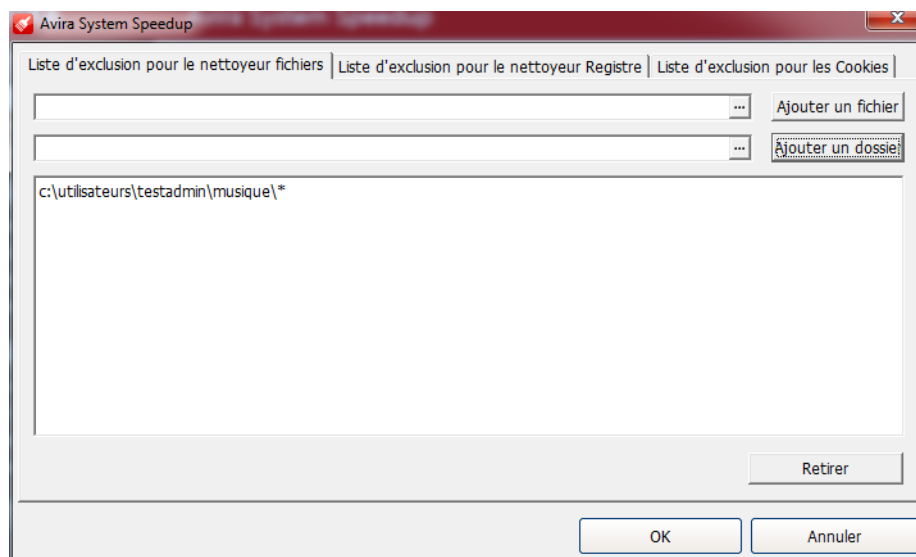 Avira System Speedup
Liste d'exclusion pour le nettoyeur fichiers
Liste d'exclusion pour le nettoyeur Registre
Liste d'exclusion pour les Cookies
...
Ajouter un fichier
...
Ajouter un dossie
c:\utilisateurs\testadmin\musique\*
Retirer
OK
Annuler